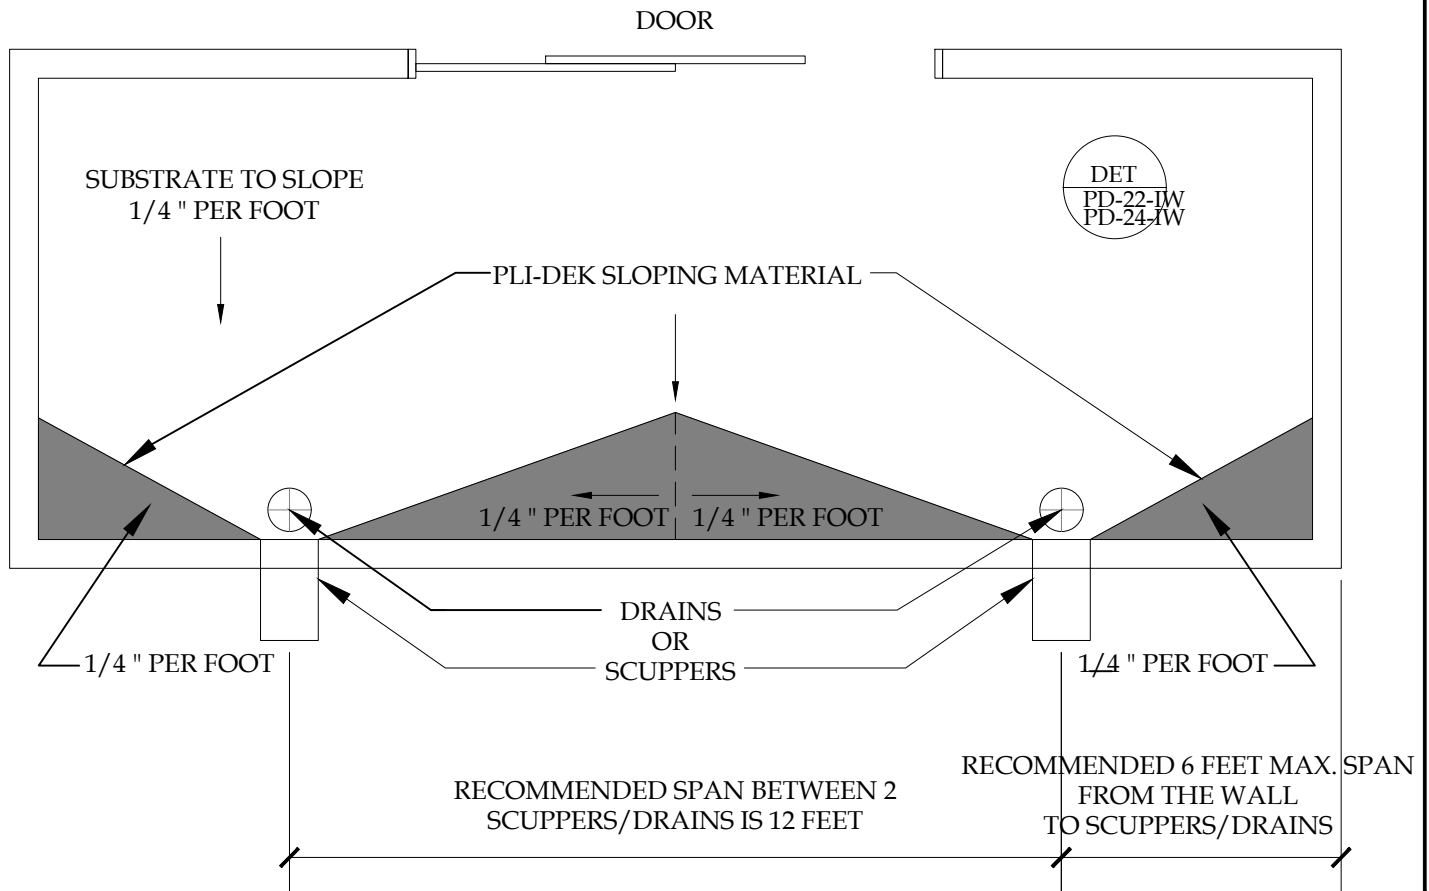 DOOR
SUBSTRATE TO SLOPE
1/4 " PER FOOT
DET
PD-22-IW
PD-24-IW
PLI-DEK SLOPING MATERIAL
1/4 " PER FOOT
1/4 " PER FOOT
DRAINS
OR
SCUPPERS
1/4 " PER FOOT
1/4 " PER FOOT
RECOMMENDED SPAN BETWEEN 2
SCUPPERS/DRAINS IS 12 FEET
RECOMMENDED 6 FEET MAX. SPAN
FROM THE WALL
TO SCUPPERS/DRAINS